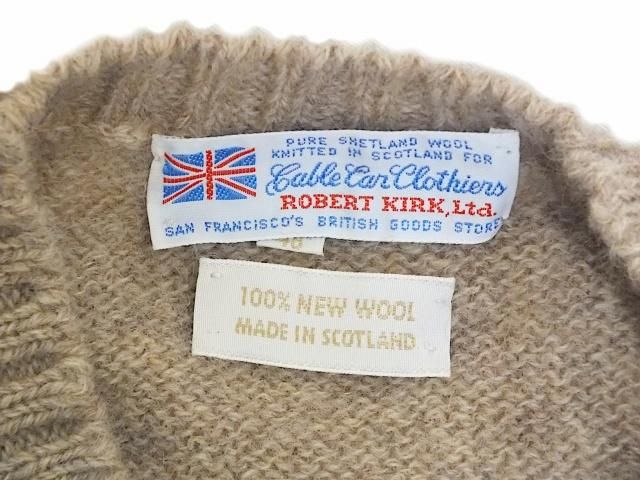 PURE SHETLAND WOOL
KNITTED IN SCOTLAND FOR
Cable Car Clothiers
ROBERT KIRK, Ltd.
SAN FRANCISCO'S BRITISH GOODS STORE
100% NEW WOOL
MADE IN SCOTLAND